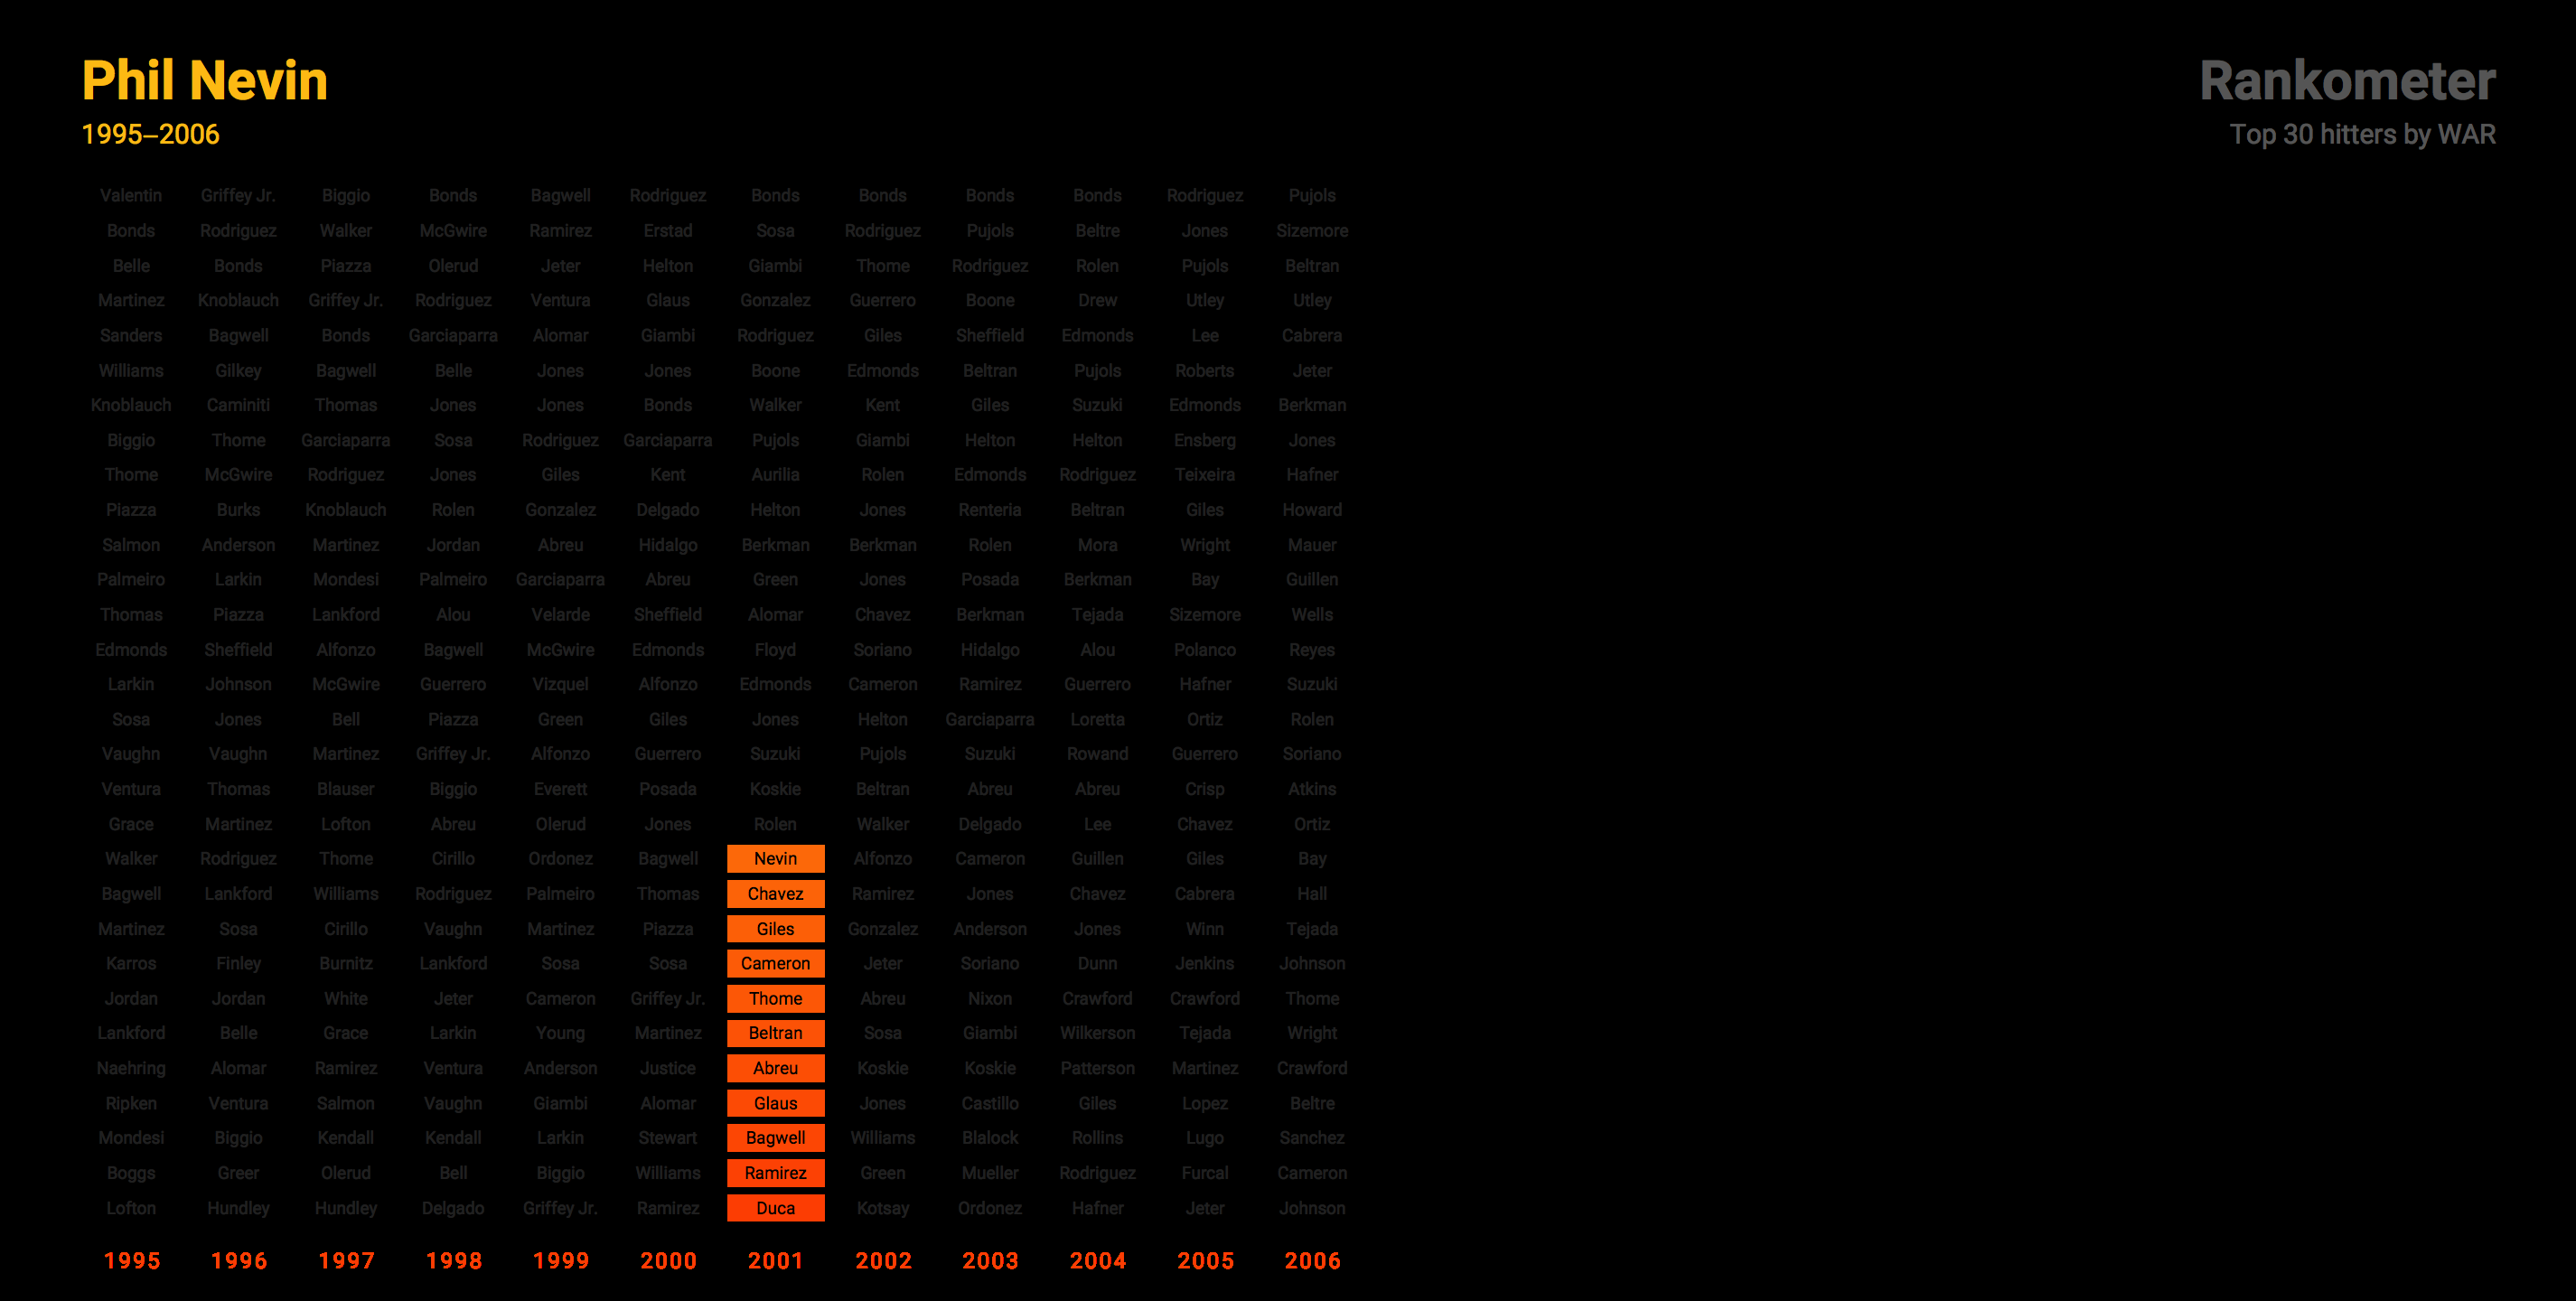 Phil Nevin
1995–2006
Rankometer
Top 30 hitters by WAR
Valentin Griffey Jr. Biggio Bonds Bagwell Rodriguez Bonds Bonds Bonds Bonds Rodriguez Pujols
Bonds Rodriguez Walker McGwire Ramirez Erstad Sosa Rodriguez Pujols Beltre Jones Sizemore
Belle Bonds Piazza Olerud Jeter Helton Giambi Thome Rodriguez Rolen Pujols Beltran
Martinez Knoblauch Griffey Jr. Rodriguez Ventura Glaus Gonzalez Guerrero Boone Drew Utley Utley
Sanders Bagwell Bonds Garciaparra Alomar Giambi Rodriguez Giles Sheffield Edmonds Lee Cabrera
Williams Gilkey Bagwell Belle Jones Jones Boone Edmonds Beltran Pujols Roberts Jeter
Knoblauch Caminiti Thomas Jones Jones Bonds Walker Kent Giles Suzuki Edmonds Berkman
Biggio Thome Garciaparra Sosa Rodriguez Garciaparra Pujols Giambi Helton Helton Ensberg Jones
Thome McGwire Rodriguez Jones Giles Kent Aurilia Rolen Edmonds Rodriguez Teixeira Hafner
Piazza Burks Knoblauch Rolen Gonzalez Delgado Helton Jones Renteria Beltran Giles Howard
Salmon Anderson Martinez Jordan Abreu Hidalgo Berkman Berkman Rolen Mora Wright Mauer
Palmeiro Larkin Mondesi Palmeiro Garciaparra Abreu Green Jones Posada Berkman Bay Guillen
Thomas Piazza Lankford Alou Velarde Sheffield Alomar Chavez Berkman Tejada Sizemore Wells
Edmonds Sheffield Alfonzo Bagwell McGwire Edmonds Floyd Soriano Hidalgo Alou Polanco Reyes
Larkin Johnson McGwire Guerrero Vizquel Alfonzo Edmonds Cameron Ramirez Guerrero Hafner Suzuki
Sosa Jones Bell Piazza Green Giles Jones Helton Garciaparra Loretta Ortiz Rolen
Vaughn Vaughn Martinez Griffey Jr. Alfonzo Guerrero Suzuki Pujols Suzuki Rowand Guerrero Soriano
Ventura Thomas Blauser Biggio Everett Posada Koskie Beltran Abreu Abreu Crisp Atkins
Grace Martinez Lofton Abreu Olerud Jones Rolen Walker Delgado Lee Chavez Ortiz
Walker Rodriguez Thome Cirillo Ordonez Bagwell Nevin Alfonzo Cameron Guillen Giles Bay
Bagwell Lankford Williams Rodriguez Palmeiro Thomas Chavez Ramirez Jones Chavez Cabrera Hall
Martinez Sosa Cirillo Vaughn Martinez Piazza Giles Gonzalez Anderson Jones Winn Tejada
Karros Finley Burnitz Lankford Sosa Sosa Cameron Jeter Soriano Dunn Jenkins Johnson
Jordan Jordan White Jeter Cameron Griffey Jr. Thome Abreu Nixon Crawford Crawford Thome
Lankford Belle Grace Larkin Young Martinez Beltran Sosa Giambi Wilkerson Tejada Wright
Naehring Alomar Ramirez Ventura Anderson Justice Abreu Koskie Koskie Patterson Martinez Crawford
Ripken Ventura Salmon Vaughn Giambi Alomar Glaus Jones Castillo Giles Lopez Beltre
Mondesi Biggio Kendall Kendall Larkin Stewart Bagwell Williams Blalock Rollins Lugo Sanchez
Boggs Greer Olerud Bell Biggio Williams Ramirez Green Mueller Rodriguez Furcal Cameron
Lofton Hundley Hundley Delgado Griffey Jr. Ramirez Duca Kotsay Ordonez Hafner Jeter Johnson
1995 1996 1997 1998 1999 2000 2001 2002 2003 2004 2005 2006